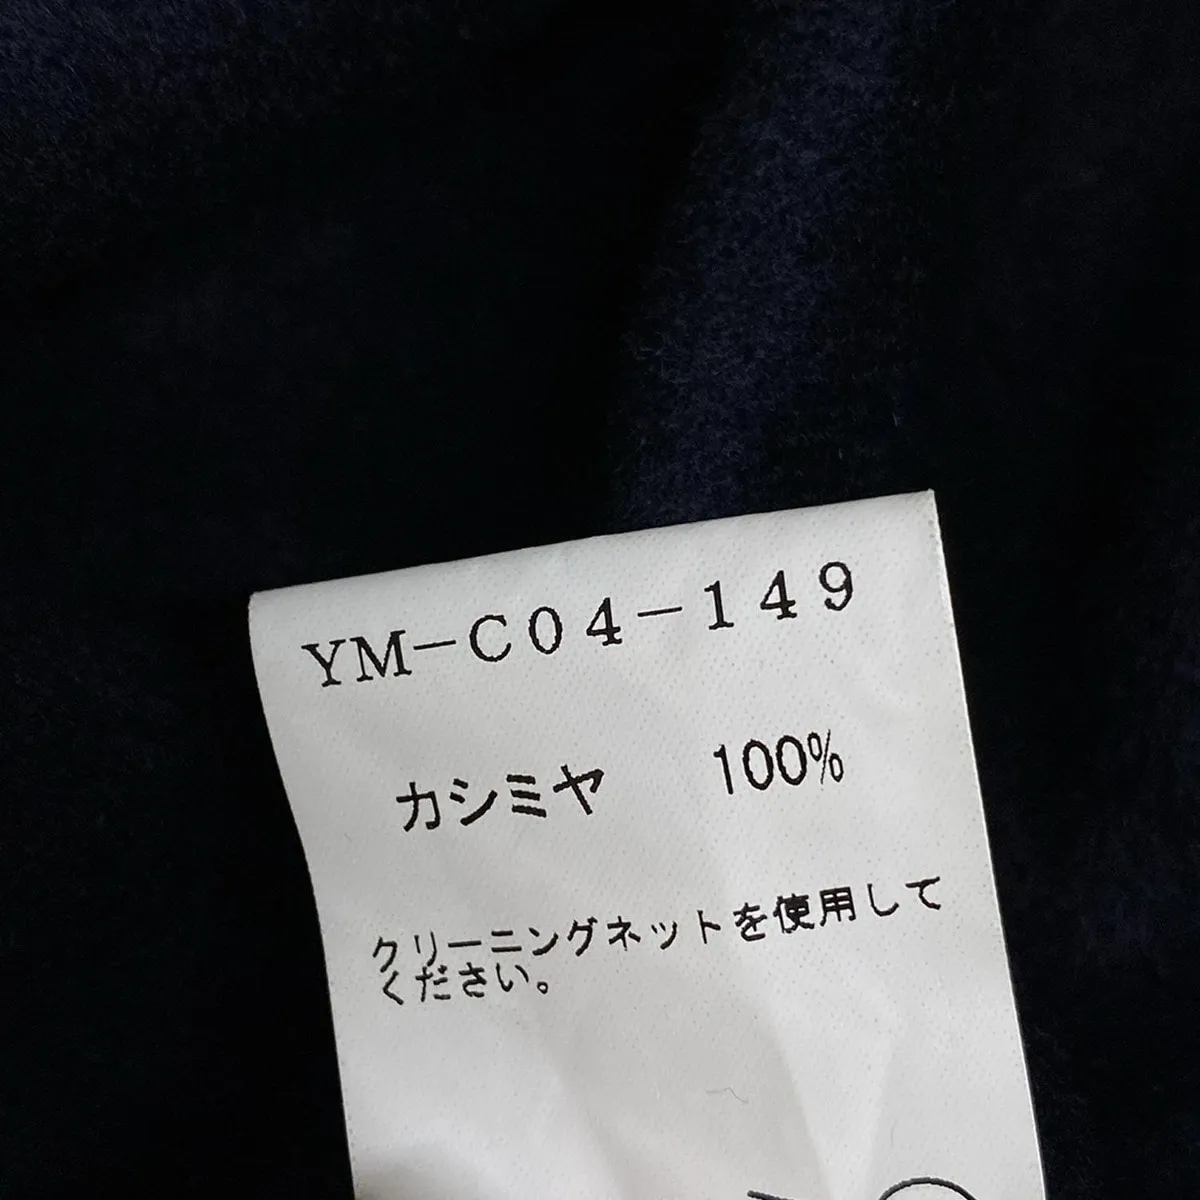 YM-C04-149
カシミヤ 100%
クリーニングネットを使用して
ください。